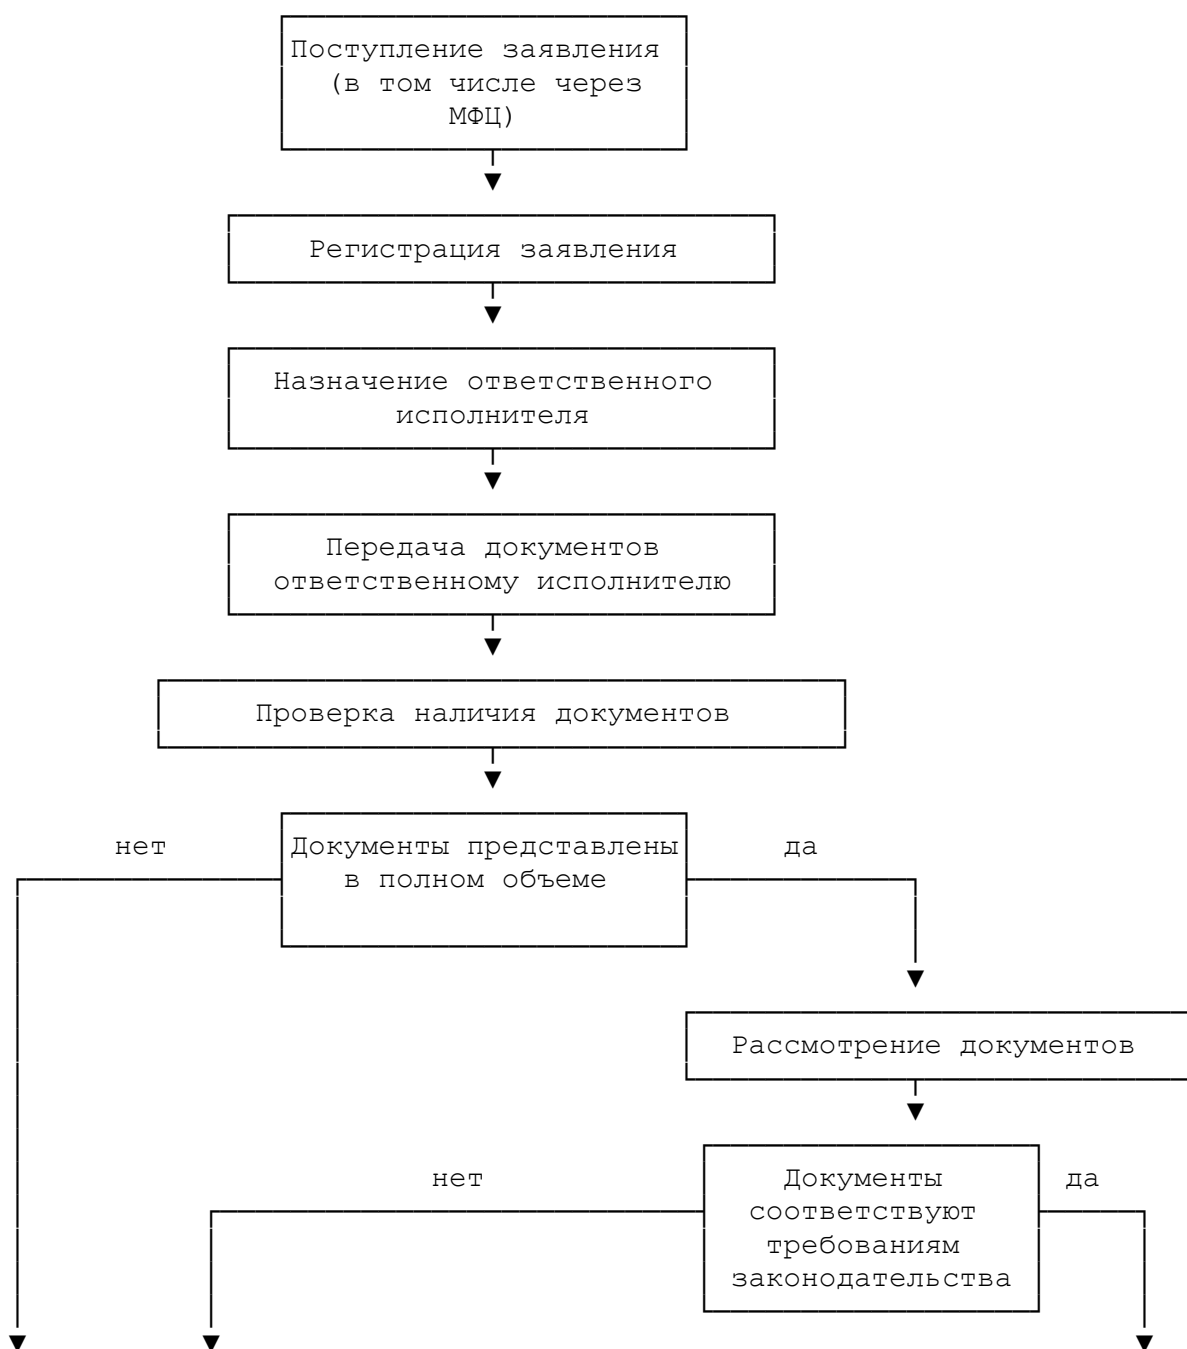 Поступление заявления
(в том числе через
МФЦ)
Регистрация заявления
Назначение ответственного
исполнителя
Передача документов
ответственному исполнителю
Проверка наличия документов
нет
Документы представлены
в полном объеме
да
Рассмотрение документов
нет
Документы
соответствуют
требованиям
законодательства
да